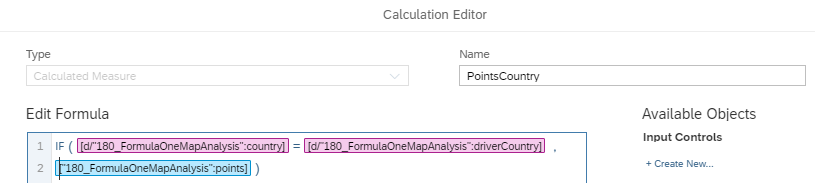 Calculation Editor
Type
Name
Calculated Measure
PointsCountry
Edit Formula
Available Objects
1 IF ( [d/"180_FormulaOneMapAnalysis":country] = [d/"180_FormulaOneMapAnalysis":driverCountry] ,
2 ["180_FormulaOneMapAnalysis":points] )
Input Controls
+ Create New...